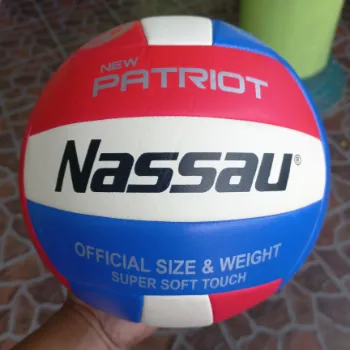 NEW
PATRIOT
Nassau®
OFFICIAL SIZE & WEIGHT
SUPER SOFT TOUCH